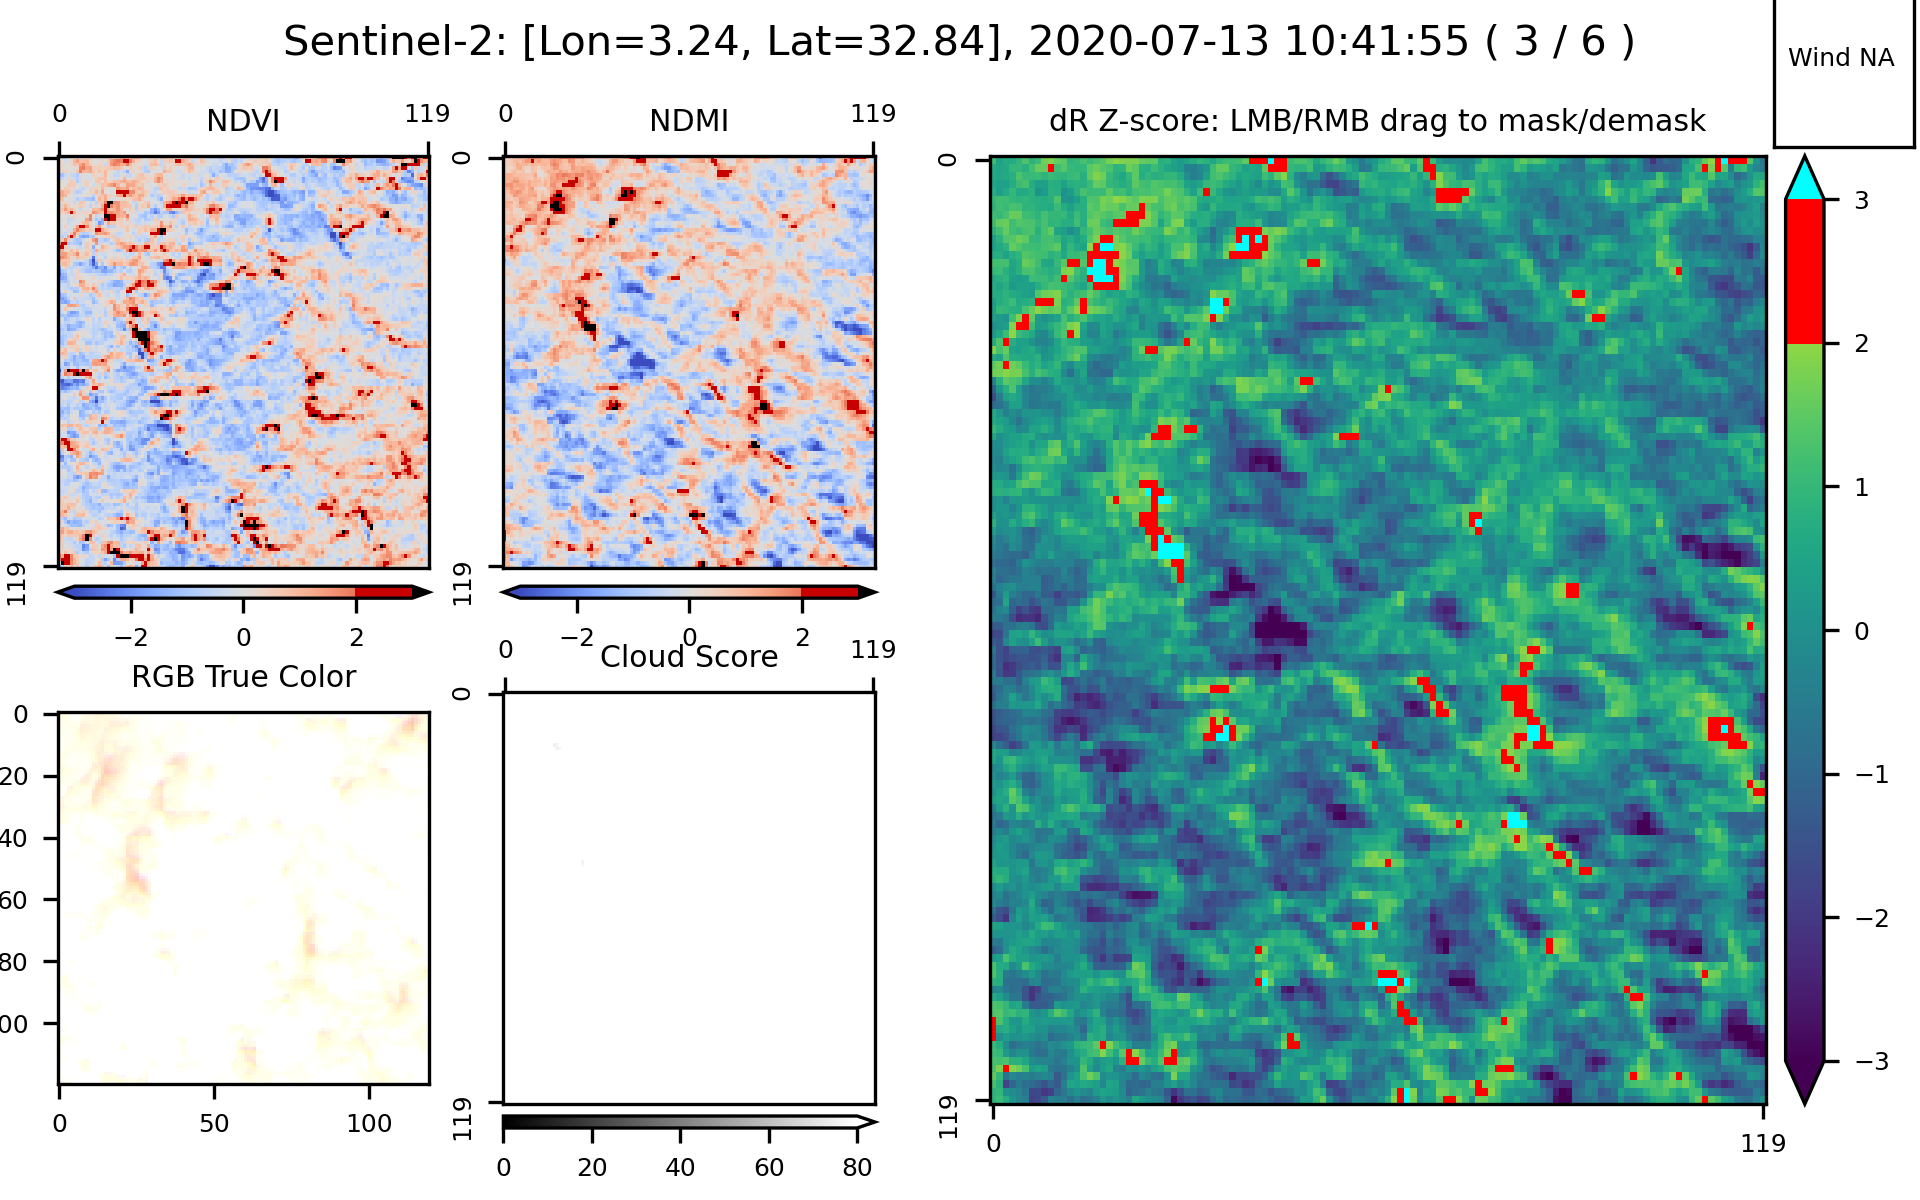 Sentinel-2: [Lon=3.24, Lat=32.84], 2020-07-13 10:41:55 ( 3 / 6 )
Wind NA
NDVI
0 119
0
119
−2 0 2
NDMI
0 119
0
119
−2 0 2
dR Z-score: LMB/RMB drag to mask/demask
0
119
0 119
3
2
1
0
−1
−2
−3
RGB True Color
0
20
40
60
80
00
0 50 100
Cloud Score
0 119
0
119
0 20 40 60 80